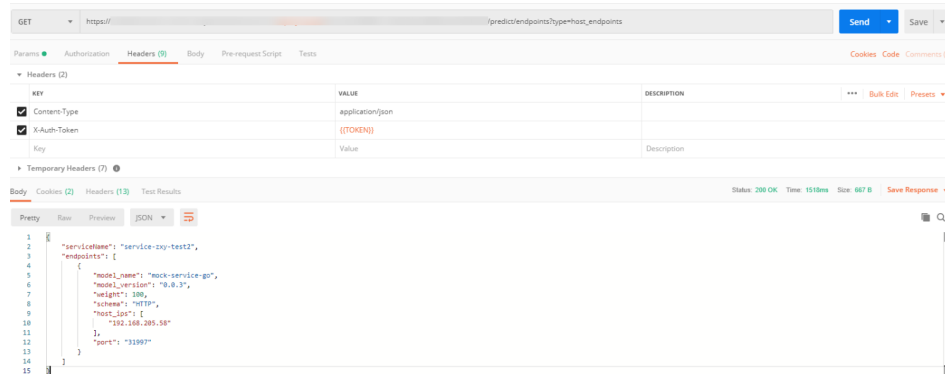 GET https:// /predict/endpoints?type=host_endpoints Send Save
Params Authorization Headers (9) Body Pre-request Script Tests Cookies Code Comments
Headers (2)
KEY VALUE DESCRIPTION ••• Bulk Edit Presets
Content-Type application/json
X-Auth-Token {{TOKEN}}
Key Value Description
Temporary Headers (7)
Body Cookies (2) Headers (13) Test Results Status: 200 OK Time: 1518ms Size: 667 B Save Response
Pretty Raw Preview JSON
1 {
2 "serviceName": "service-zxy-test2",
3 "endpoints": [
4 {
5 "model_name": "mock-service-go",
6 "model_version": "0.0.3",
7 "weight": 100,
8 "schema": "HTTP",
9 "host_ips": [
10 "192.168.205.58"
11 ],
12 "port": "31997"
13 }
14 ]
15 }